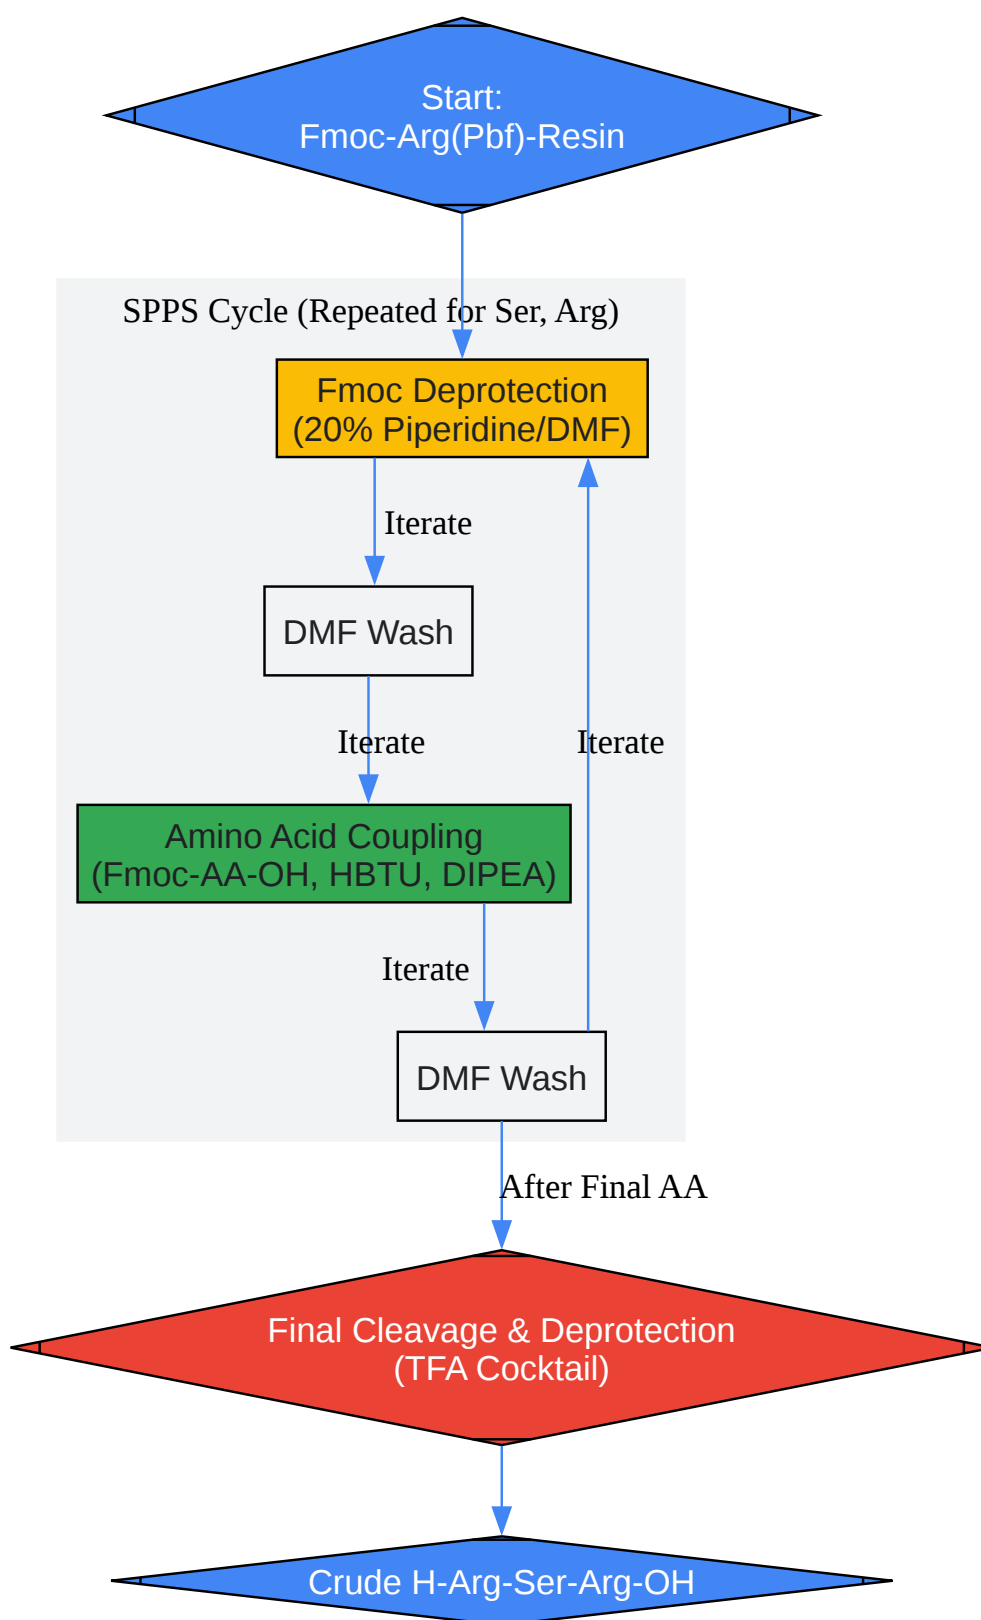 Start:
Fmoc-Arg(Pbf)-Resin
SPPS Cycle (Repeated for Ser, Arg)
Fmoc Deprotection
(20% Piperidine/DMF)
Iterate
DMF Wash
Iterate
Iterate
Amino Acid Coupling
(Fmoc-AA-OH, HBTU, DIPEA)
Iterate
DMF Wash
After Final AA
Final Cleavage & Deprotection
(TFA Cocktail)
Crude H-Arg-Ser-Arg-OH